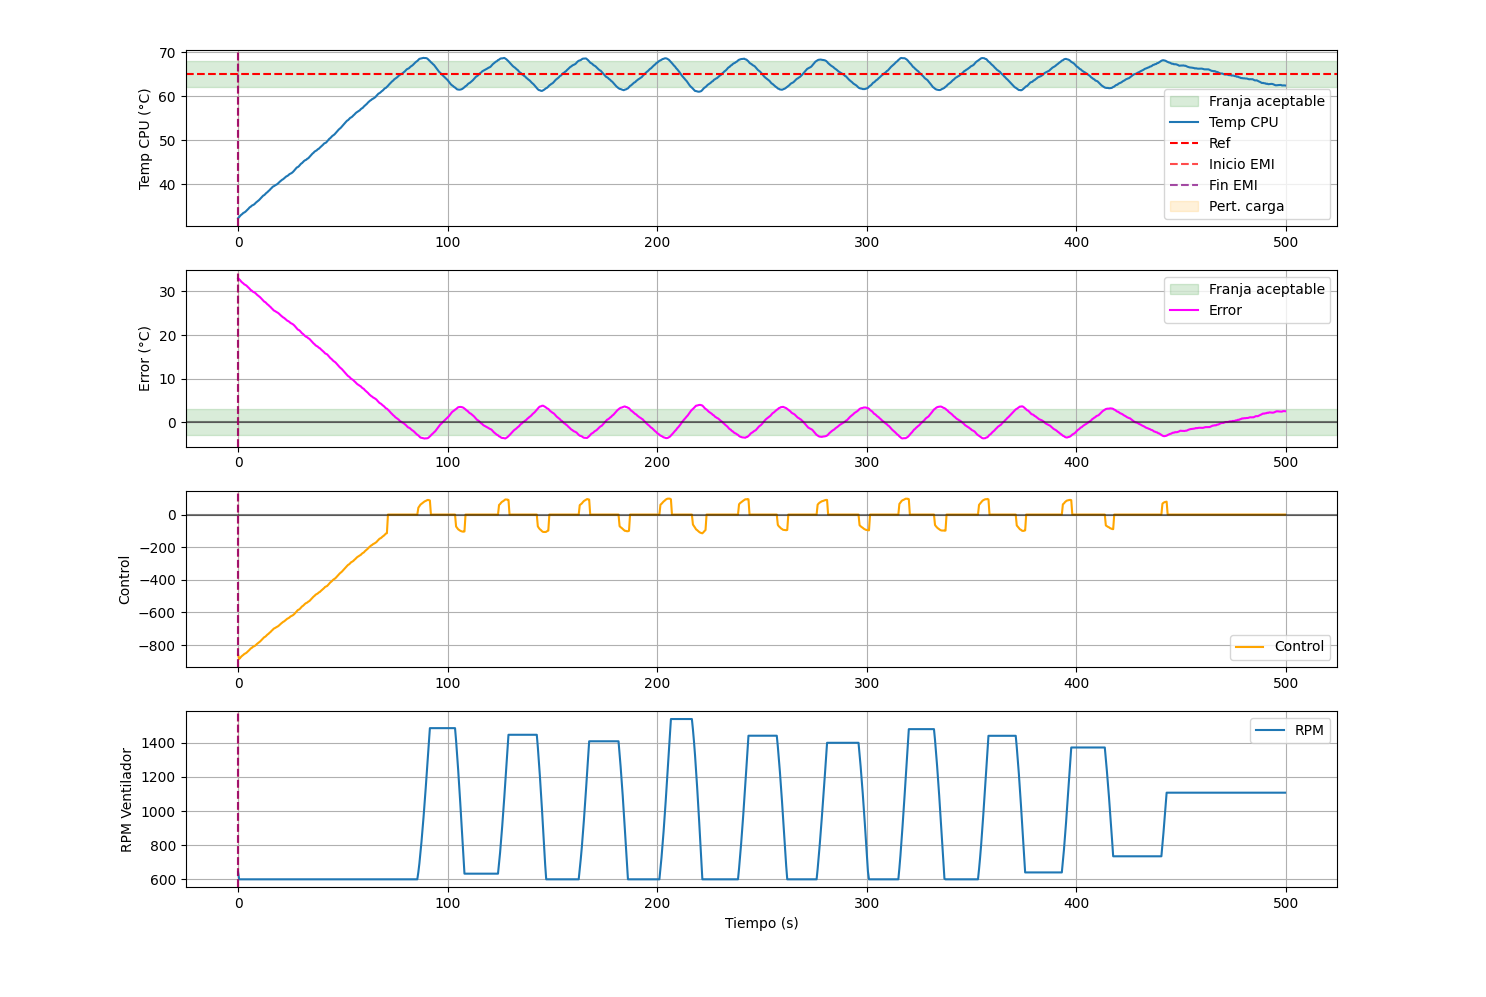 Temp CPU (°C)
70
60
50
40
Franja aceptable
Temp CPU
Ref
Inicio EMI
Fin EMI
Pert. carga
0 100 200 300 400 500
Error (°C)
30
20
10
0
Franja aceptable
Error
0 100 200 300 400 500
Control
0
−200
−400
−600
−800
Control
0 100 200 300 400 500
RPM Ventilador
1400
1200
1000
800
600
RPM
0 100 200 300 400 500
Tiempo (s)